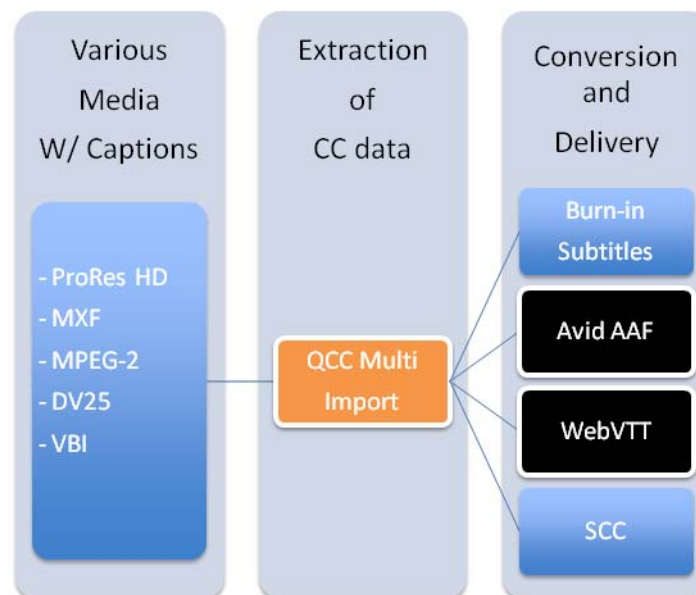 Various
Media
W/ Captions
- ProRes HD
- MXF
- MPEG-2
- DV25
- VBI
Extraction
of
CC data
QCC Multi
Import
Conversion
and
Delivery
Burn-in
Subtitles
Avid AAF
WebVTT
SCC